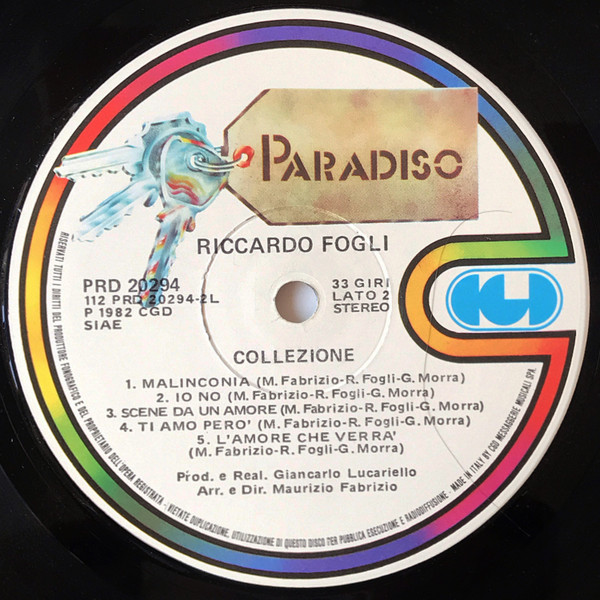 PARADISO
RICCARDO FOGLI
PRD 20294
112 PRD 20294-2L
P 1982 CGD
SIAE
33 GIRI
LATO 2
STEREO
COLLEZIONE
1. MALINCONIA (M. Fabrizio-R. Fogli-G. Morra)
2. IO NO (M. Fabrizio-R. Fogli-G. Morra)
3. SCENE DA UN AMORE (M. Fabrizio-R. Fogli-G. Morra)
4. TI AMO PERO' (M. Fabrizio-R. Fogli-G. Morra)
5. L'AMORE CHE VERRA'
(M. Fabrizio-R. Fogli-G. Morra)
Prod. e Real. Giancarlo Lucariello
Arr. e Dir. Maurizio Fabrizio
RISERVATI TUTTI I DIRITTI DEL PRODUTTORE FONOGRAFICO E DEL PROPRIETARIO DELL'OPERA REGISTRATA - VIETATE DUPLICAZIONE, UTILIZZAZIONE DI QUESTO DISCO PER PUBBLICA ESECUZIONE E RADIODIFFUSIONE - MADE IN ITALY BY CGD MESSAGGERIE MUSICALI SPA.